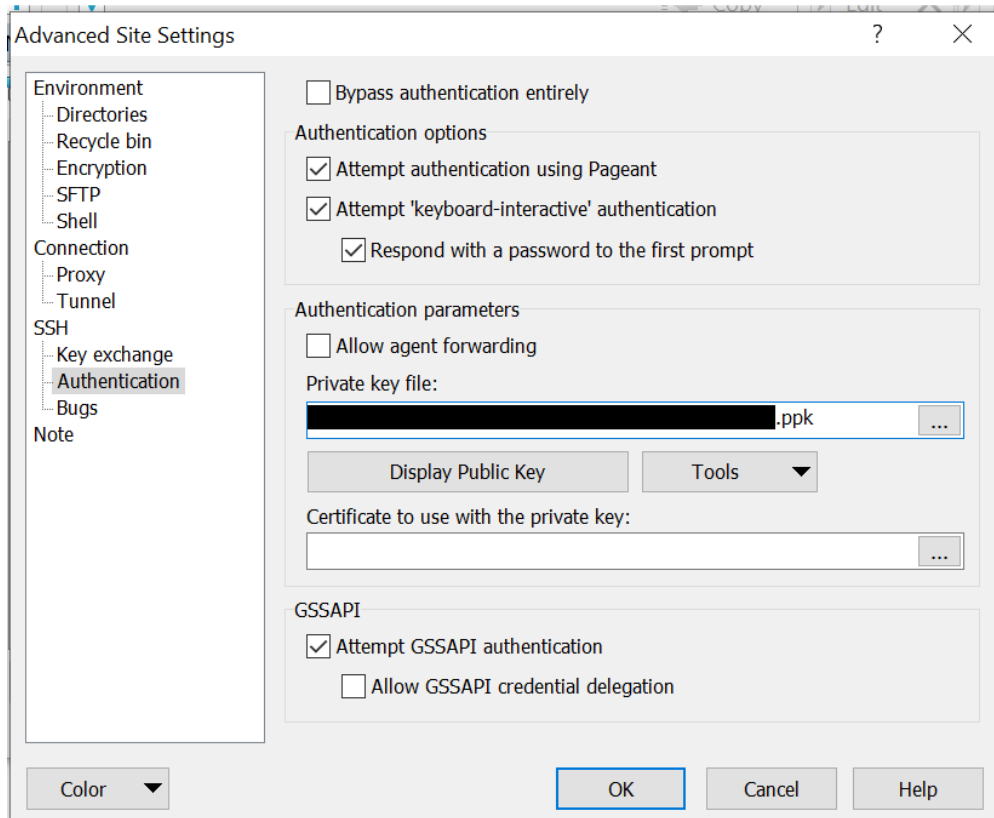 Copy Edit
Advanced Site Settings ?
Environment
Directories
Recycle bin
Encryption
SFTP
Shell
Connection
Proxy
Tunnel
SSH
Key exchange
Authentication
Bugs
Note
Bypass authentication entirely
Authentication options
Attempt authentication using Pageant
Attempt 'keyboard-interactive' authentication
Respond with a password to the first prompt
Authentication parameters
Allow agent forwarding
Private key file:
.ppk ...
Display Public Key Tools
Certificate to use with the private key:
...
GSSAPI
Attempt GSSAPI authentication
Allow GSSAPI credential delegation
Color OK Cancel Help